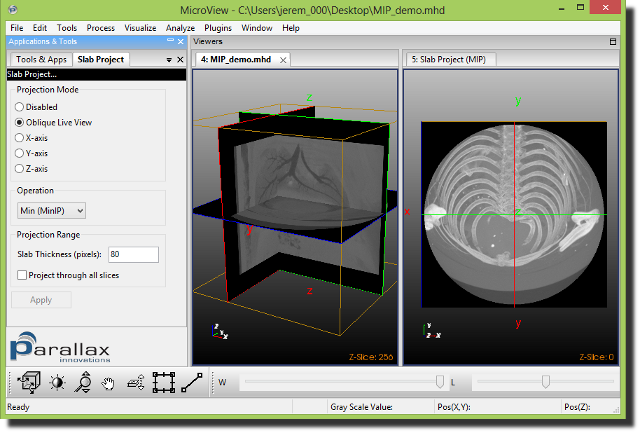 MicroView - C:\Users\jerem_000\Desktop\MIP_demo.mhd
File Edit Tools Process Visualize Analyze Plugins Window Help
Applications & Tools
Viewers
Tools & Apps Slab Project
4: MIP_demo.mhd
5: Slab Project (MIP)
Slab Project...
Projection Mode
Disabled
Oblique Live View
X-axis
Y-axis
Z-axis
Operation
Min (MinIP)
Projection Range
Slab Thickness (pixels): 80
Project through all slices
Apply
parallax
innovations
z
x
z
y
x
y
Z-Slice: 256
Z-Slice: 0
W
L
Ready
Gray Scale Value:
Pos(X,Y):
Pos(Z):